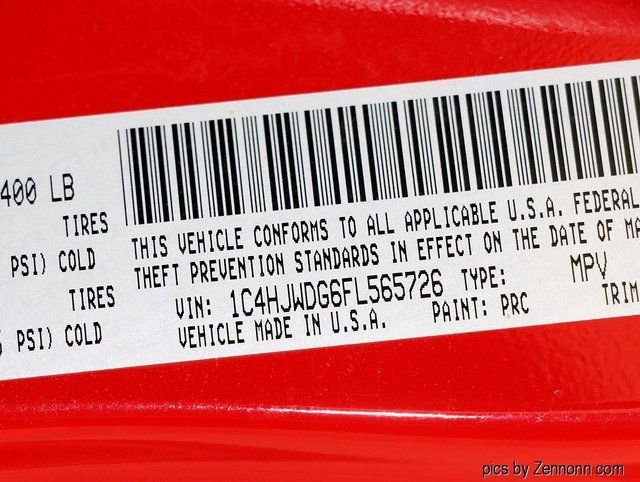 400 LB
TIRES
THIS VEHICLE CONFORMS TO ALL APPLICABLE U.S.A. FEDERAL
PSI) COLD
THEFT PREVENTION STANDARDS IN EFFECT ON THE DATE OF MA
TIRES
VIN: 1C4HJWDG6FL565726 TYPE: MPV
PSI) COLD
VEHICLE MADE IN U.S.A. PAINT: PRC TRIM
pics by Zennonn.com